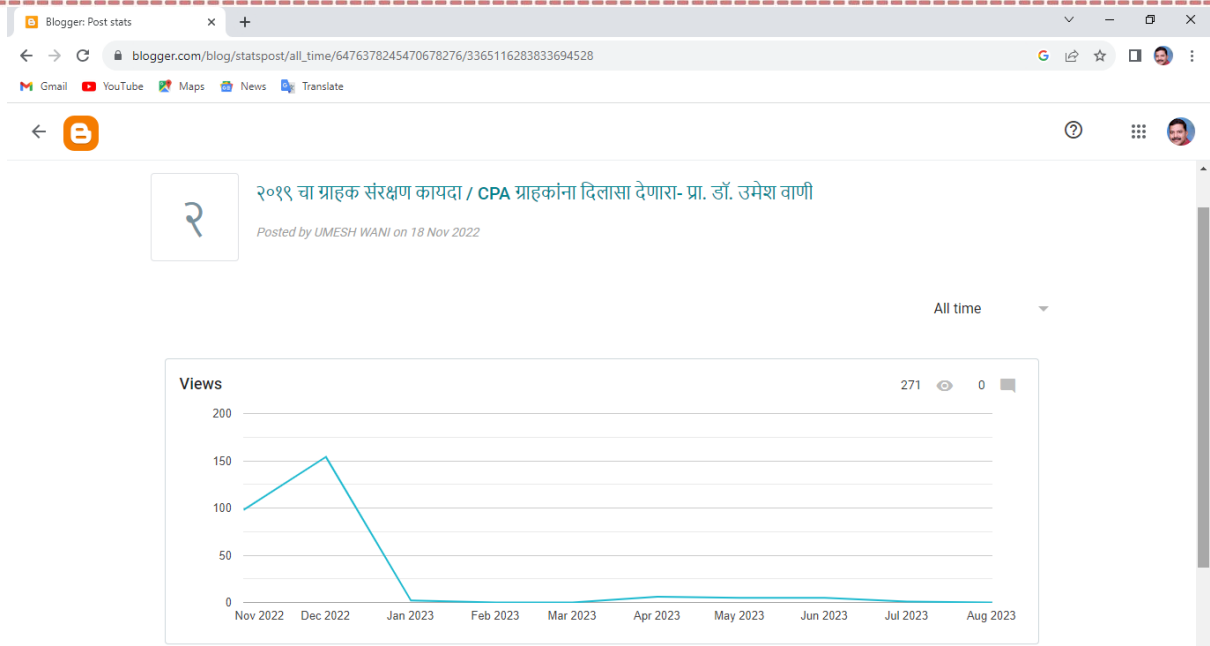 Blogger: Post stats
blogger.com/blog/statspost/all_time/6476378245470678276/3365116283833694528
Gmail YouTube Maps News Translate
२
२०१९ चा ग्राहक संरक्षण कायदा / CPA ग्राहकांना दिलासा देणारा- प्रा. डॉ. उमेश वाणी
Posted by UMESH WANI on 18 Nov 2022
All time
Views 271 0
200
150
100
50
0
Nov 2022 Dec 2022 Jan 2023 Feb 2023 Mar 2023 Apr 2023 May 2023 Jun 2023 Jul 2023 Aug 2023